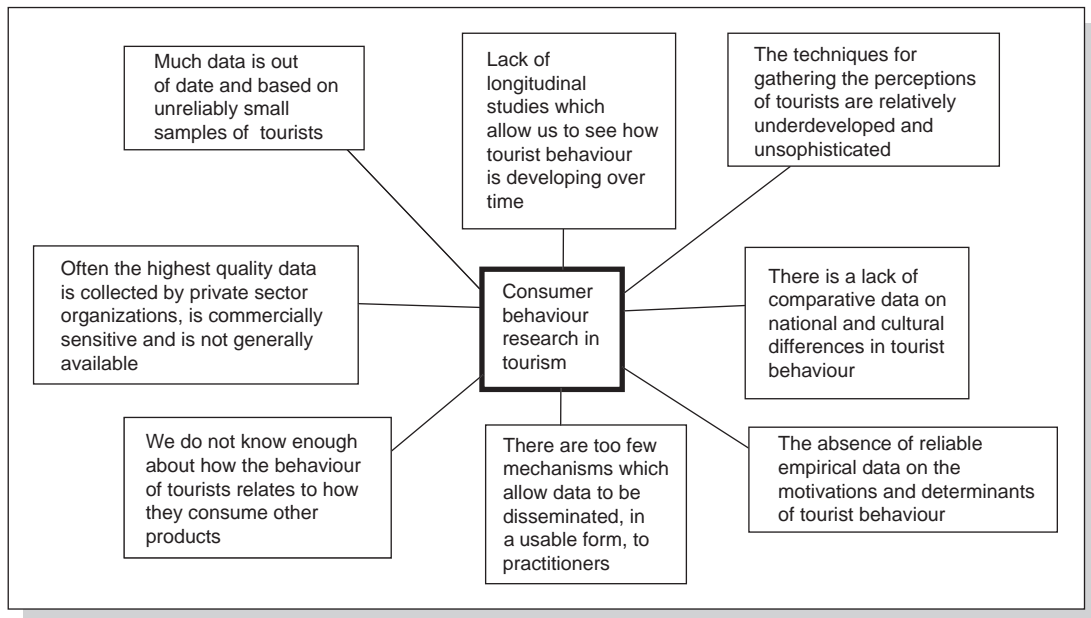 Much data is out
of date and based on
unreliably small
samples of tourists
Lack of
longitudinal
studies which
allow us to see how
tourist behaviour
is developing over
time
The techniques for
gathering the perceptions
of tourists are relatively
underdeveloped and
unsophisticated
Often the highest quality data
is collected by private sector
organizations, is commercially
sensitive and is not generally
available
Consumer
behaviour
research in
tourism
There is a lack of
comparative data on
national and cultural
differences in tourist
behaviour
We do not know enough
about how the behaviour
of tourists relates to how
they consume other
products
There are too few
mechanisms which
allow data to be
disseminated, in
a usable form, to
practitioners
The absence of reliable
empirical data on the
motivations and determinants
of tourist behaviour